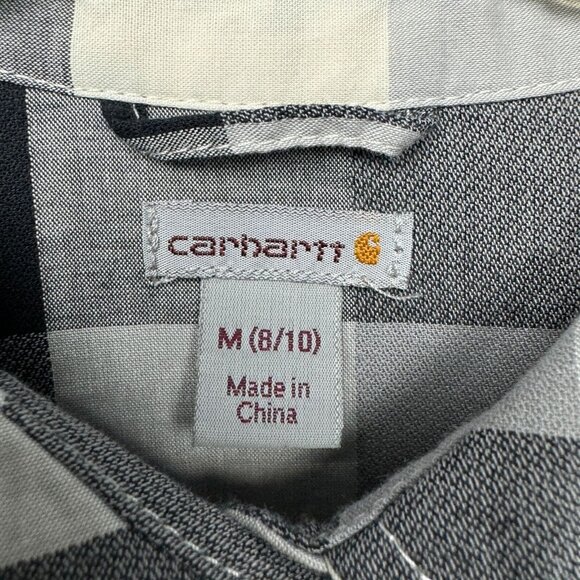 carhartt
M (8/10)
Made in
China